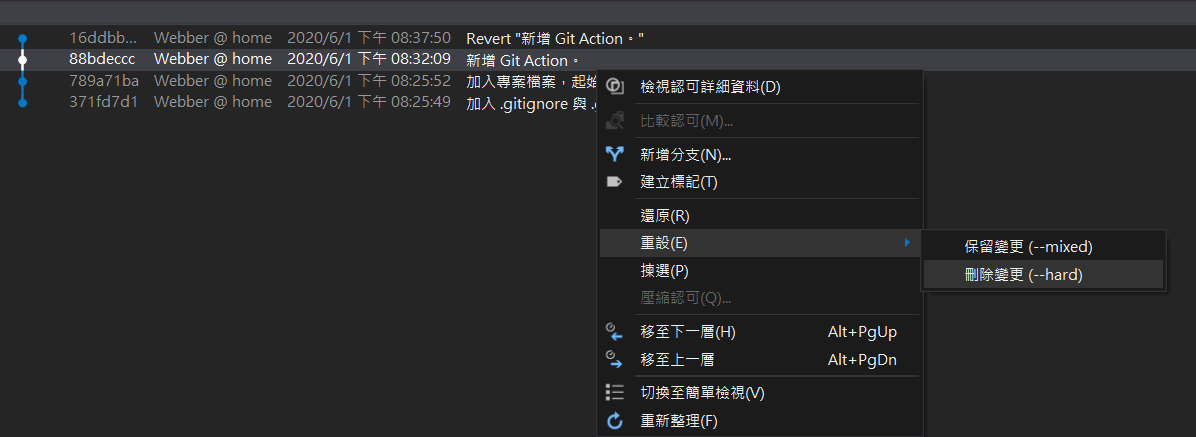 16ddbb... Webber @ home 2020/6/1 下午 08:37:50 Revert "新增 Git Action。"
88bdeccc Webber @ home 2020/6/1 下午 08:32:09 新增 Git Action。
789a71ba Webber @ home 2020/6/1 下午 08:25:52 加入專案檔案，起始
371fd7d1 Webber @ home 2020/6/1 下午 08:25:49 加入 .gitignore 與 .
檢視認可詳細資料(D)
比較認可(M)...
新增分支(N)...
建立標記(T)
還原(R)
重設(E)
保留變更 (--mixed)
刪除變更 (--hard)
揀選(P)
壓縮認可(Q)...
移至下一層(H) Alt+PgUp
移至上一層 Alt+PgDn
切換至簡單檢視(V)
重新整理(F)